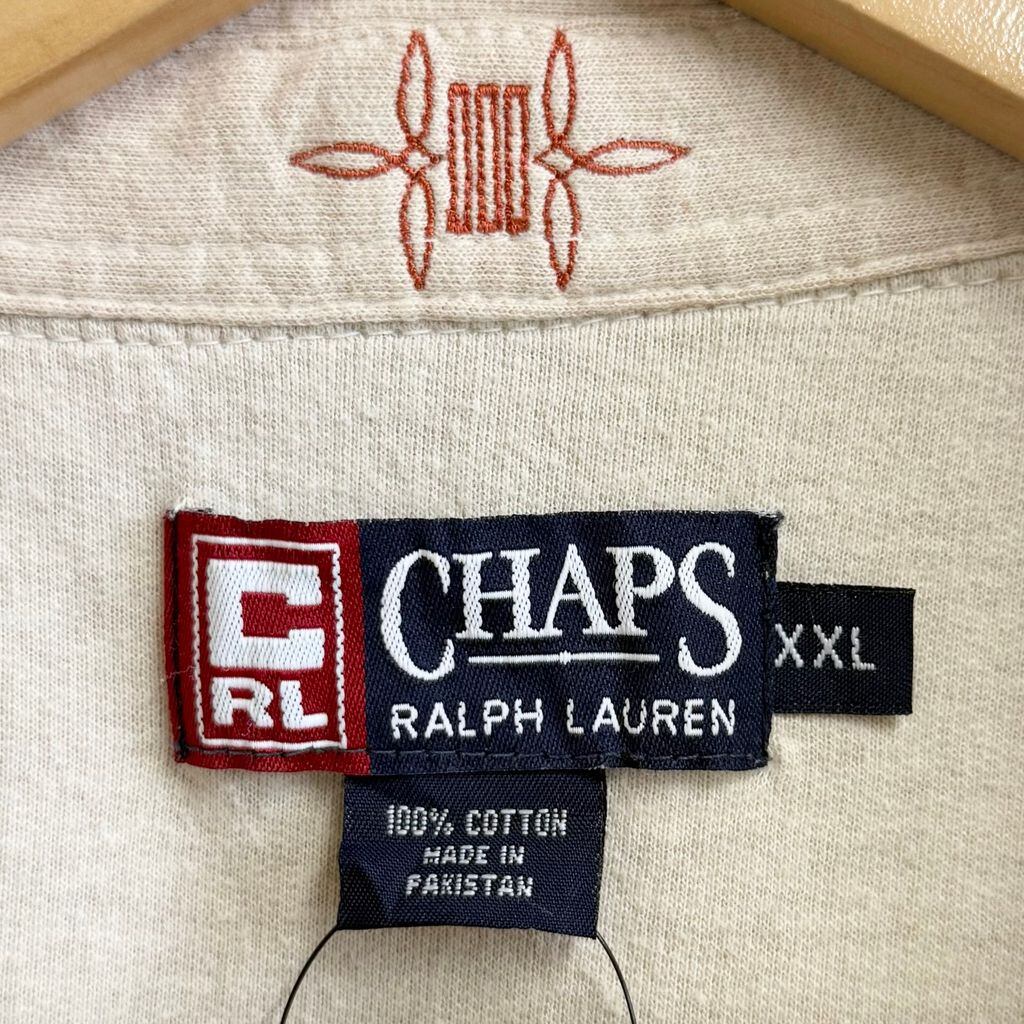 C
RL
CHAPS
RALPH LAUREN
XXL
100% COTTON
MADE IN
PAKISTAN